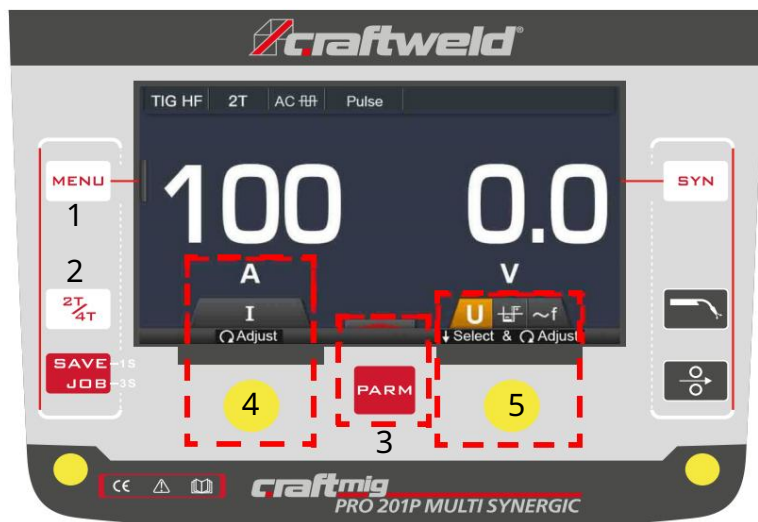 craftweld®
TIG HF 2T AC Pulse
100 0.0
A V
I U ~f
Adjust Select & Adjust
MENU
1
2
2T/4T
SAVE-1S
JOB-3S
4
PARM
3
5
SYN
CE
craftmig
PRO 201P MULTI SYNERGIC